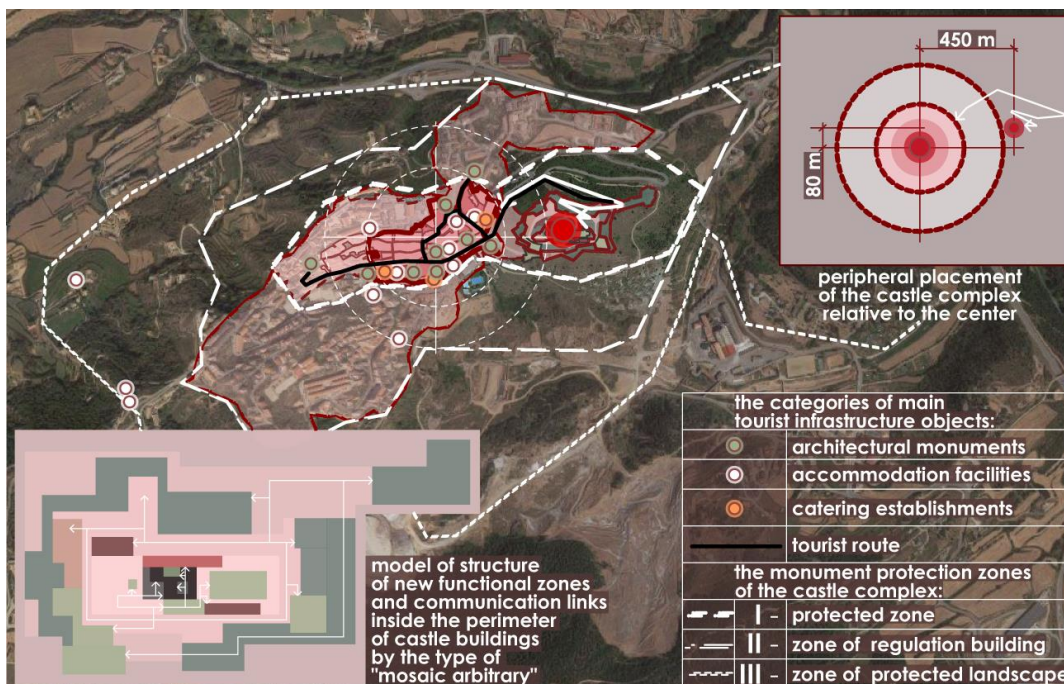 450 m
80 m
peripheral placement
of the castle complex
relative to the center
the categories of main
tourist infrastructure objects:
architectural monuments
accommodation facilities
catering establishments
tourist route
the monument protection zones
of the castle complex:
I - protected zone
II - zone of regulation building
III - zone of protected landscape
model of structure
of new functional zones
and communication links
inside the perimeter
of castle buildings
by the type of
"mosaic arbitrary"